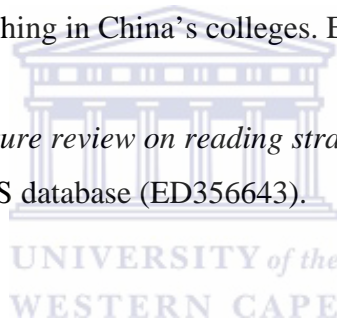 hing in China’s colleges. E
ure review on reading stra
S database (ED356643).
UNIVERSITY of the
WESTERN CAPE